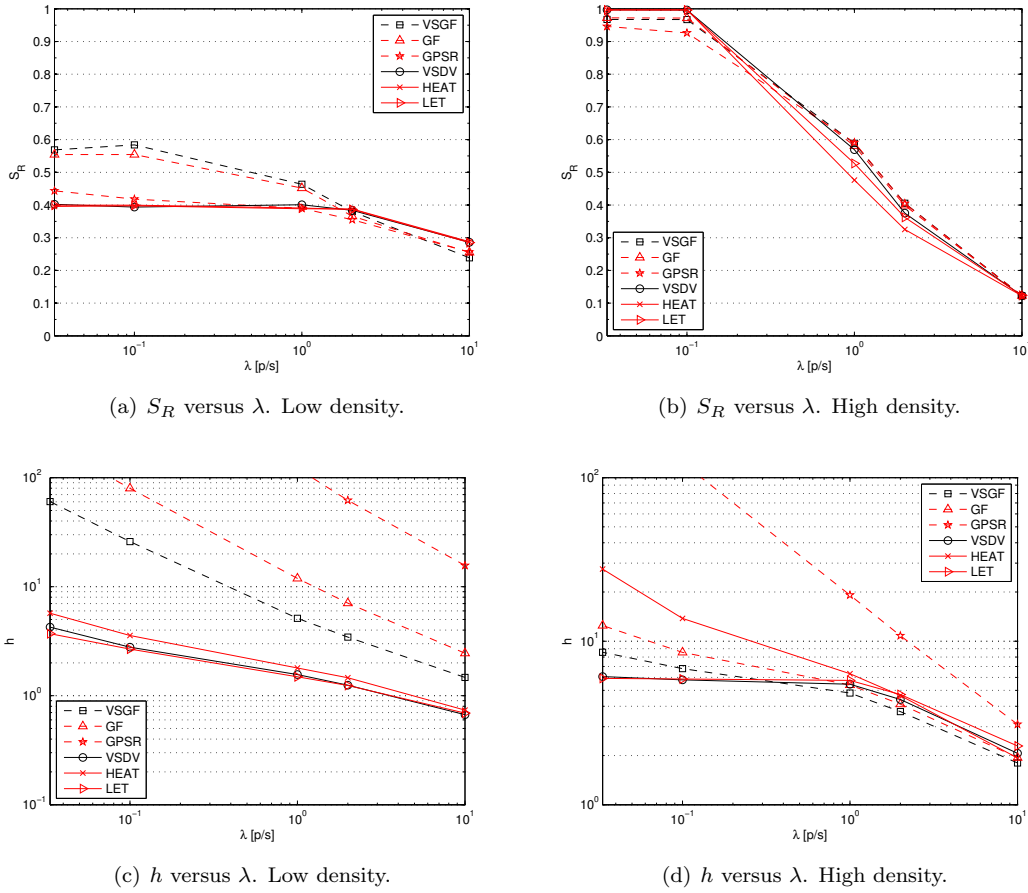 1
0.9
0.8
0.7
0.6
0.5
0.4
0.3
0.2
0.1
0
S_R
VSGF
GF
GPSR
VSDV
HEAT
LET
10^−1
10^0
10^1
λ [p/s]
(a) S_R versus λ. Low density.
1
0.9
0.8
0.7
0.6
0.5
0.4
0.3
0.2
0.1
0
S_R
VSGF
GF
GPSR
VSDV
HEAT
LET
10^−1
10^0
10^1
λ [p/s]
(b) S_R versus λ. High density.
10^2
10^1
10^0
10^−1
h
VSGF
GF
GPSR
VSDV
HEAT
LET
10^−1
10^0
10^1
λ [p/s]
(c) h versus λ. Low density.
10^2
10^1
10^0
h
VSGF
GF
GPSR
VSDV
HEAT
LET
10^−1
10^0
10^1
λ [p/s]
(d) h versus λ. High density.